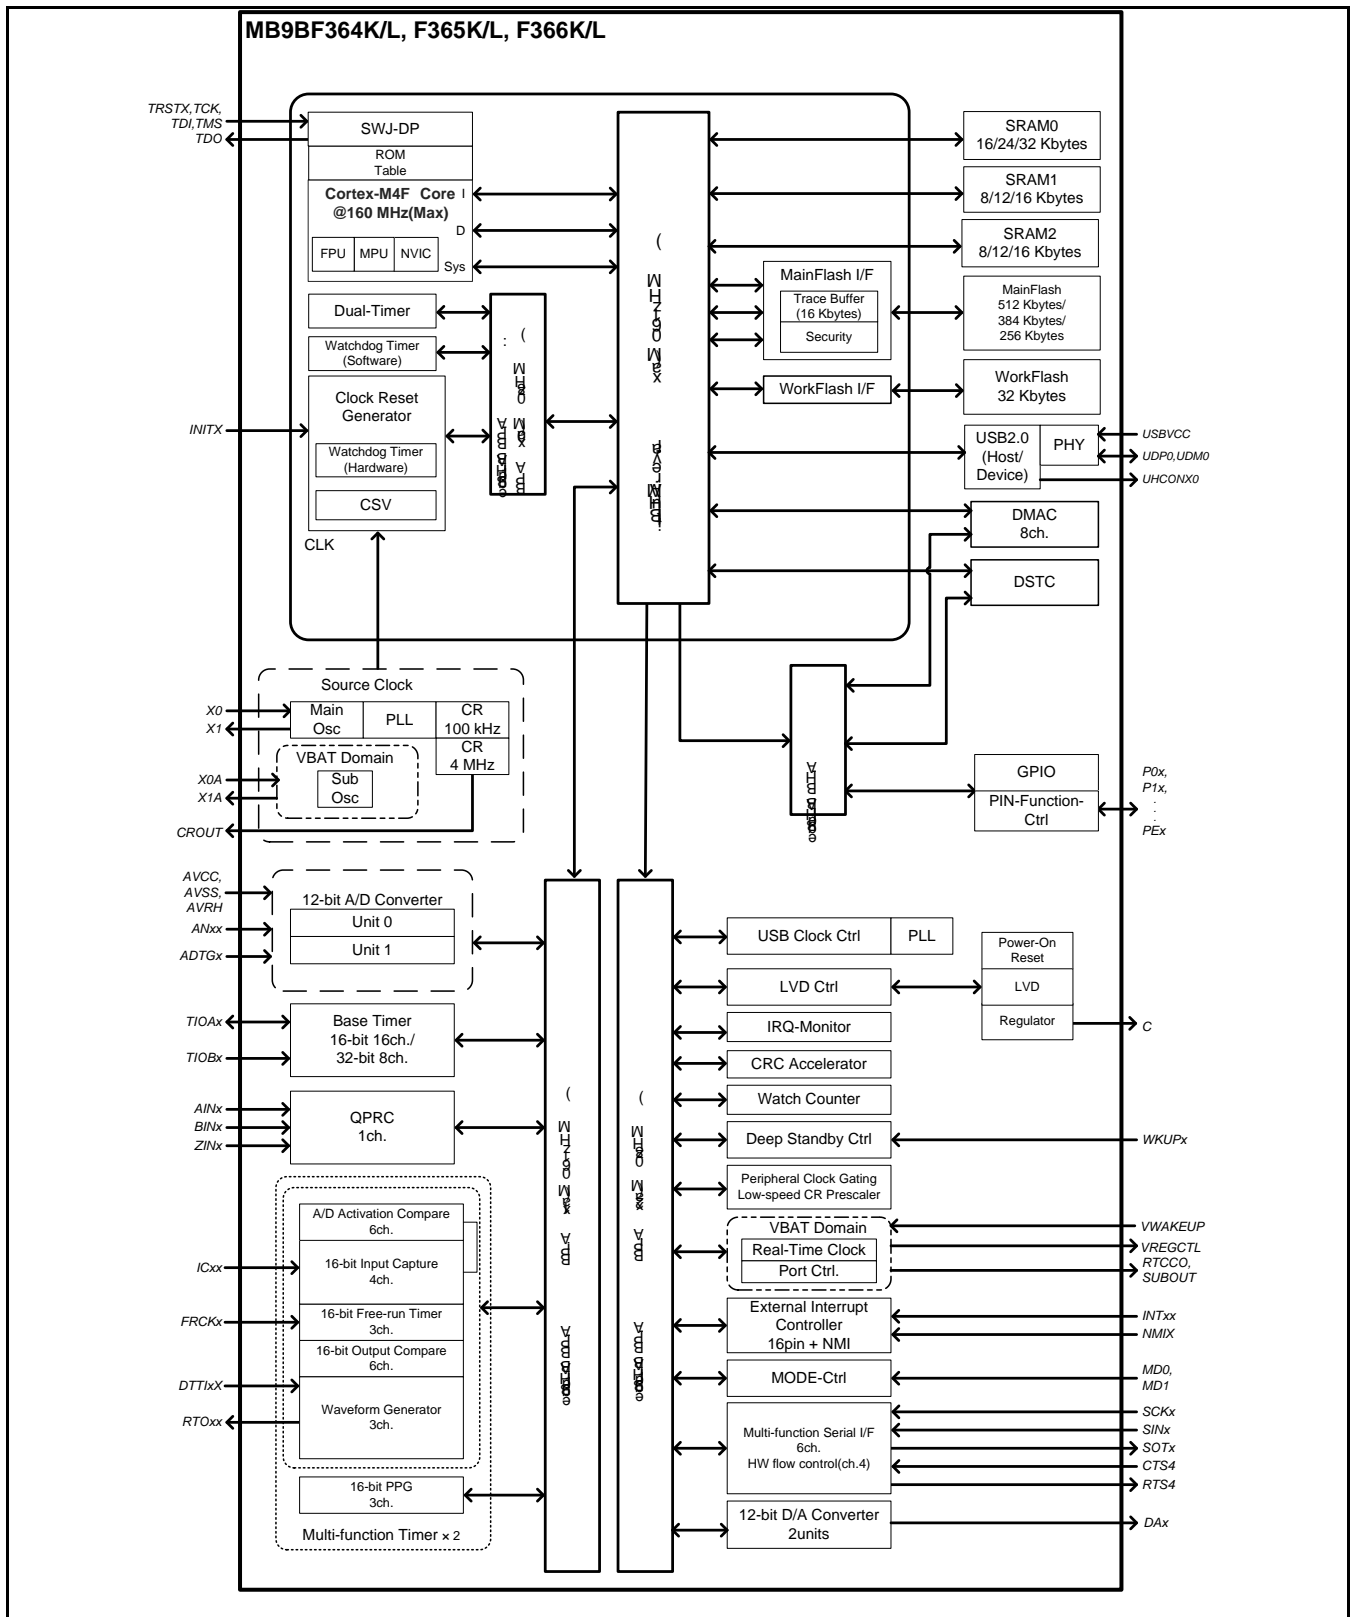 MB9BF364K/L, F365K/L, F366K/L
TRSTX,TCK,
TDI,TMS
TDO
SWJ-DP
ROM
Table
Cortex-M4F Core
@160 MHz(Max)
I
D
Sys
FPU
MPU
NVIC
Dual-Timer
Watchdog Timer
(Software)
Clock Reset
Generator
INITX
Watchdog Timer
(Hardware)
CSV
CLK
SRAM0
16/24/32 Kbytes
SRAM1
8/12/16 Kbytes
SRAM2
8/12/16 Kbytes
MainFlash I/F
Trace Buffer
(16 Kbytes)
Security
MainFlash
512 Kbytes/
384 Kbytes/
256 Kbytes
WorkFlash I/F
WorkFlash
32 Kbytes
USB2.0
(Host/
Device)
PHY
USBVCC
UDP0,UDM0
UHCONX0
DMAC
8ch.
DSTC
Source Clock
X0
X1
Main
Osc
PLL
CR
100 kHz
CR
4 MHz
VBAT Domain
Sub
Osc
X0A
X1A
CROUT
GPIO
PIN-Function-
Ctrl
P0x,
P1x,
.
.
PEx
AVCC,
AVSS,
AVRH
ANxx
ADTGx
12-bit A/D Converter
Unit 0
Unit 1
TIOAx
TIOBx
Base Timer
16-bit 16ch./
32-bit 8ch.
AINx
BINx
ZINx
QPRC
1ch.
A/D Activation Compare
6ch.
ICxx
16-bit Input Capture
4ch.
FRCKx
16-bit Free-run Timer
3ch.
16-bit Output Compare
6ch.
DTTIxX
RTOxx
Waveform Generator
3ch.
16-bit PPG
3ch.
Multi-function Timer × 2
USB Clock Ctrl
PLL
LVD Ctrl
Power-On
Reset
LVD
Regulator
C
IRQ-Monitor
CRC Accelerator
Watch Counter
Deep Standby Ctrl
WKUPx
Peripheral Clock Gating
Low-speed CR Prescaler
VBAT Domain
Real-Time Clock
Port Ctrl.
VWAKEUP
VREGCTL
RTCCO,
SUBOUT
External Interrupt
Controller
16pin + NMI
INTxx
NMIX
MODE-Ctrl
MD0,
MD1
Multi-function Serial I/F
6ch.
HW flow control(ch.4)
SCKx
SINx
SOTx
CTS4
RTS4
12-bit D/A Converter
2units
DAx